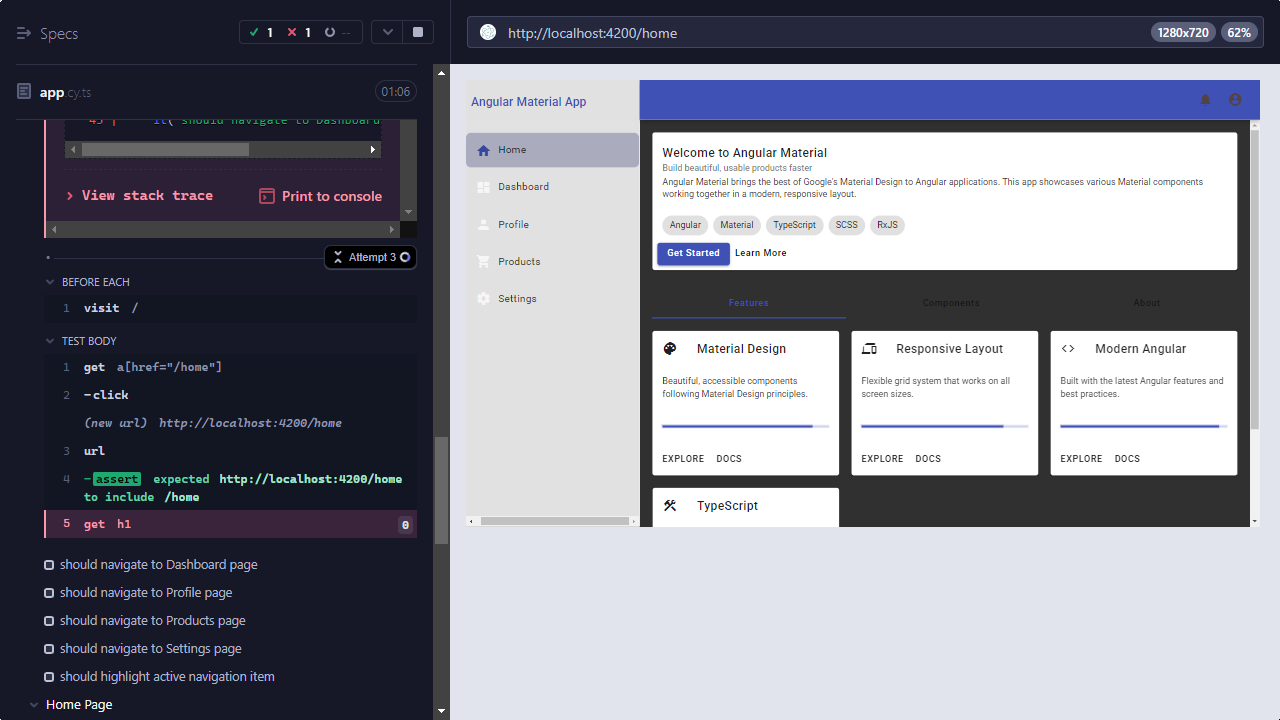 Specs
1
1
--
app.cy.ts
01:06
45 | it('should navigate to Dashboard
View stack trace
Print to console
Attempt 3
BEFORE EACH
1 visit /
TEST BODY
1 get a[href="/home"]
2 -click
(new url) http://localhost:4200/home
3 url
4 -assert expected http://localhost:4200/home
to include /home
5 get h1 0
should navigate to Dashboard page
should navigate to Profile page
should navigate to Products page
should navigate to Settings page
should highlight active navigation item
Home Page
http://localhost:4200/home
1280x720
62%
Angular Material App
Home
Dashboard
Profile
Products
Settings
Welcome to Angular Material
Build beautiful, usable products faster
Angular Material brings the best of Google's Material Design to Angular applications. This app showcases various Material components
working together in a modern, responsive layout.
Angular Material TypeScript SCSS RxJS
Get Started Learn More
Features Components About
Material Design
Beautiful, accessible components
following Material Design principles.
EXPLORE DOCS
Responsive Layout
Flexible grid system that works on all
screen sizes.
EXPLORE DOCS
Modern Angular
Built with the latest Angular features and
best practices.
EXPLORE DOCS
TypeScript